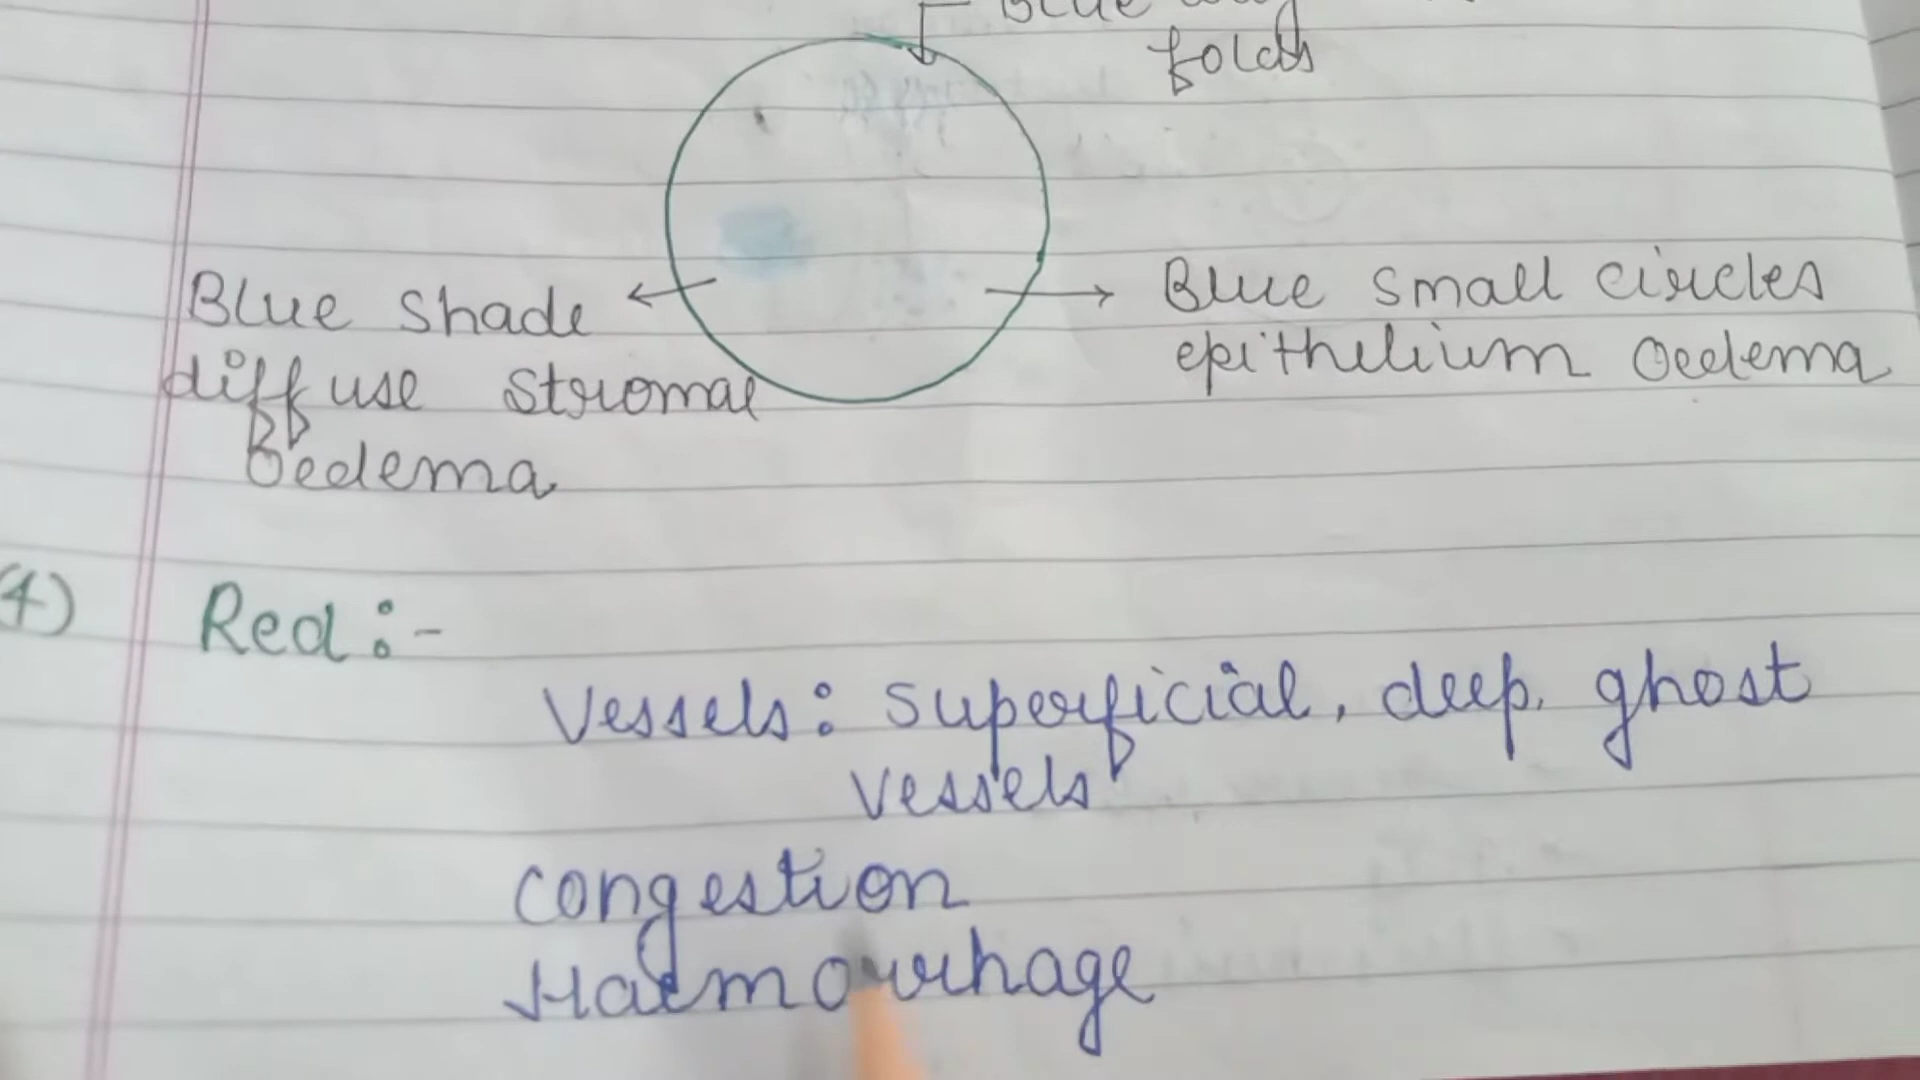 Blue
folds
Blue shade
diffuse stromal
Oedema
Blue small circles
epithelium Oedema
4) Red :-
Vessels: superficial, deep, ghost
vessels
congestion
Haemorrhage